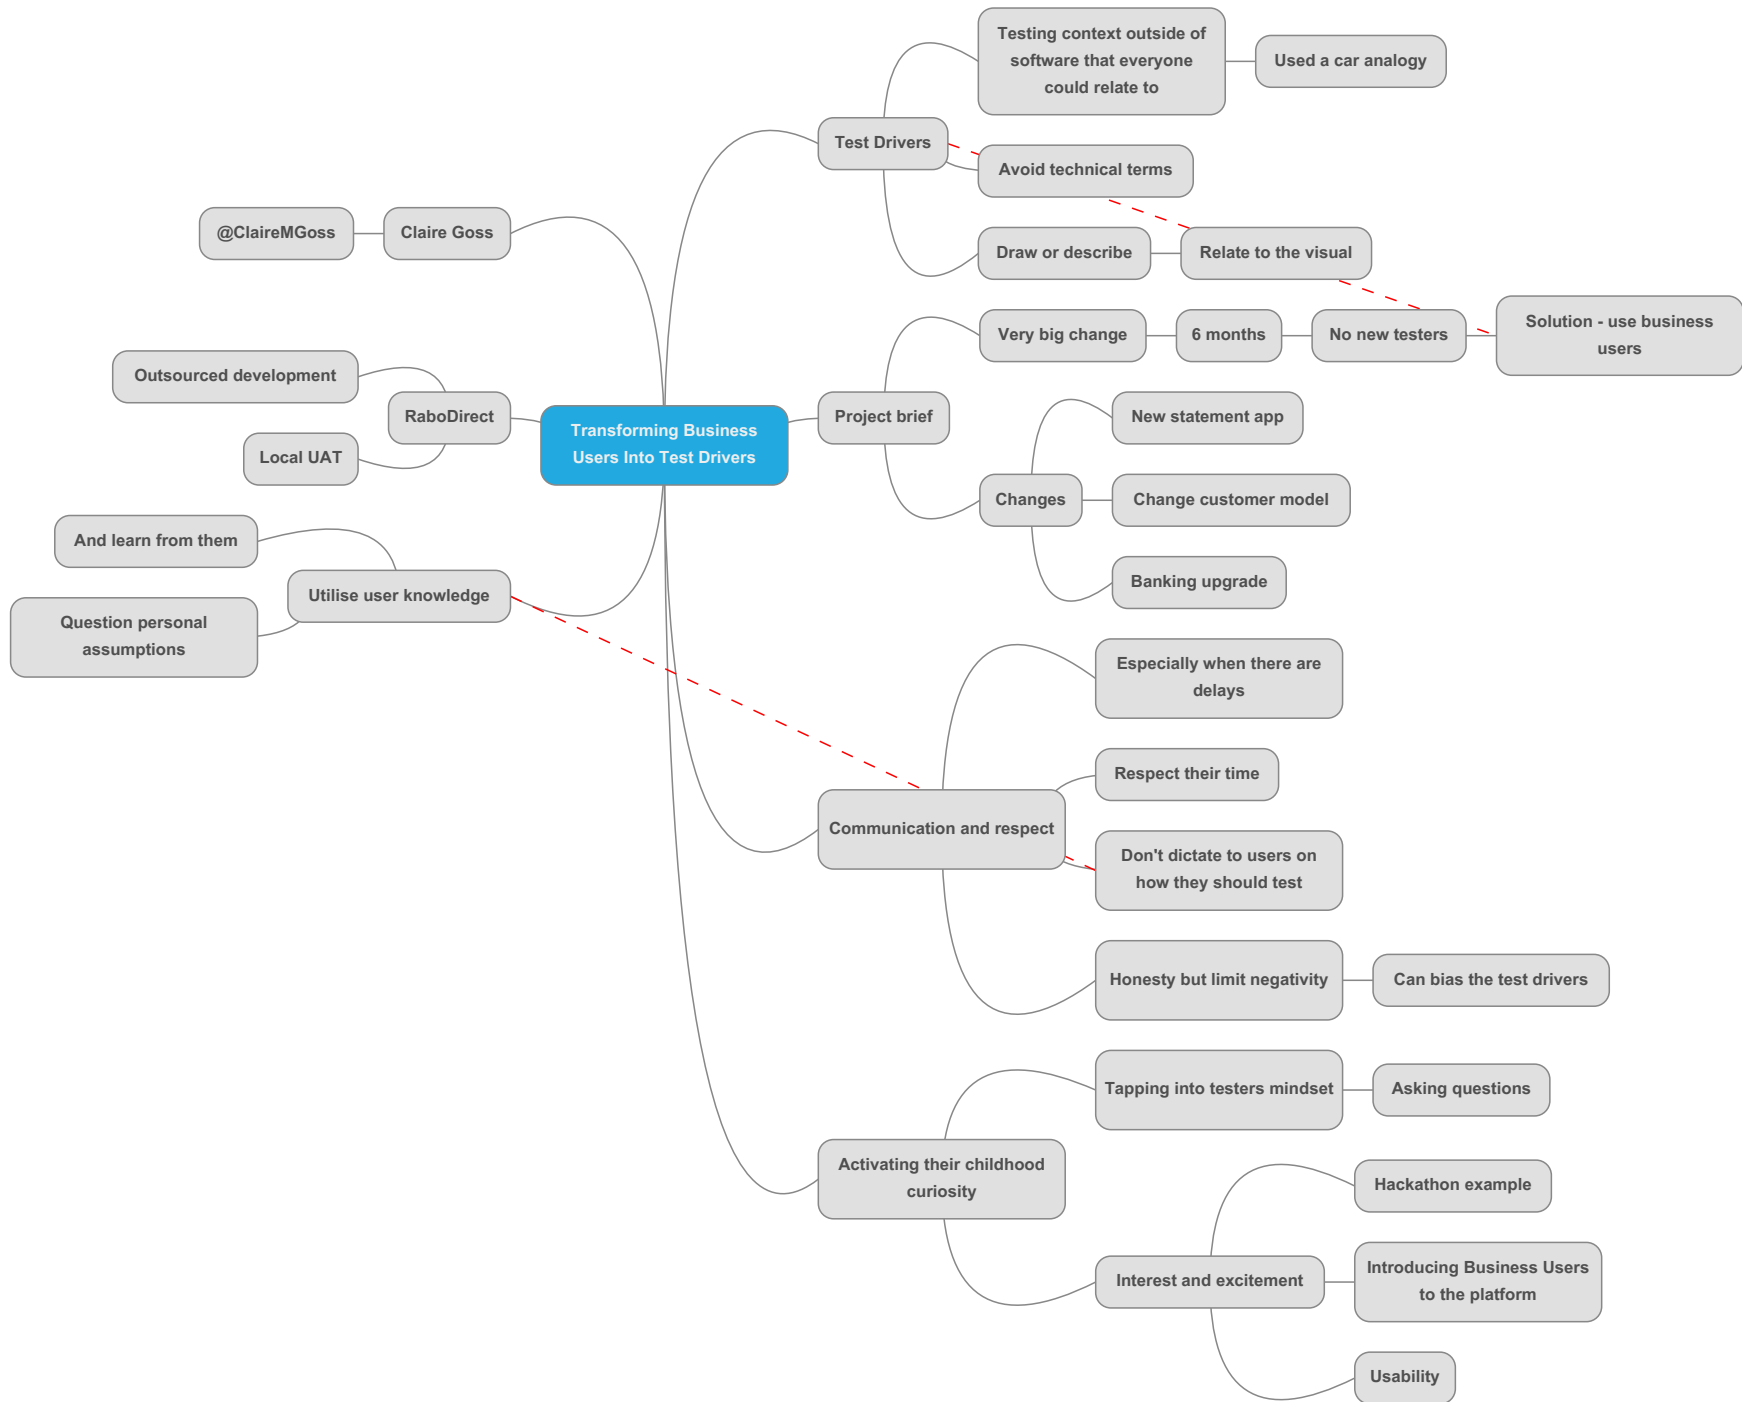 Transforming Business
Users Into Test Drivers
Claire Goss
@ClaireMGoss
RaboDirect
Outsourced development
Local UAT
Utilise user knowledge
And learn from them
Question personal
assumptions
Test Drivers
Testing context outside of
software that everyone
could relate to
Used a car analogy
Avoid technical terms
Draw or describe
Relate to the visual
Project brief
Very big change
6 months
No new testers
Solution - use business
users
Changes
New statement app
Change customer model
Banking upgrade
Communication and respect
Especially when there are
delays
Respect their time
Don't dictate to users on
how they should test
Honesty but limit negativity
Can bias the test drivers
Activating their childhood
curiosity
Tapping into testers mindset
Asking questions
Interest and excitement
Hackathon example
Introducing Business Users
to the platform
Usability